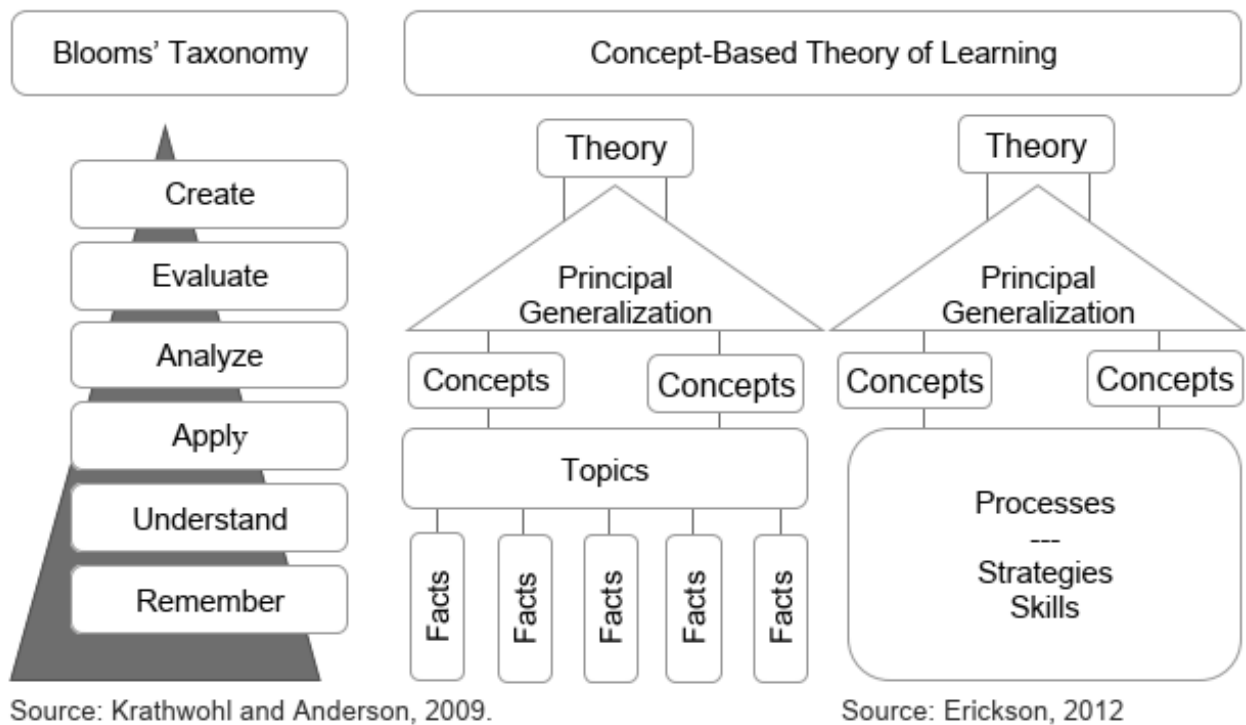 Blooms' Taxonomy
Concept-Based Theory of Learning
Create
Evaluate
Analyze
Apply
Understand
Remember
Theory
Principal
Generalization
Concepts
Concepts
Topics
Facts
Facts
Facts
Facts
Facts
Theory
Principal
Generalization
Concepts
Concepts
Processes
---
Strategies
Skills
Source: Krathwohl and Anderson, 2009.
Source: Erickson, 2012